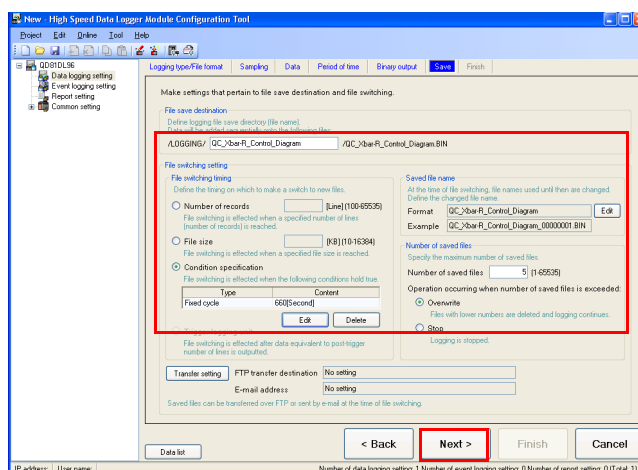 New - High Speed Data Logger Module Configuration Tool
Project Edit Online Tool Help
QD81DL96
Data logging setting
Event logging setting
Report setting
Common setting
Logging type/File format Sampling Data Period of time Binary output Save Finish
Make settings that pertain to file save destination and file switching.
File save destination
Define logging file save directory (file name).
Data will be added sequentially onto the following files.
/LOGGING/ QC_Xbar-R_Control_Diagram /QC_Xbar-R_Control_Diagram.BIN
File switching setting
File switching timing
Define the timing on which to make a switch to new files.
Number of records [Line] (100-65535)
File switching is effected when a specified number of lines
(number of records) is reached.
File size [KB] (10-16384)
File switching is effected when a specified file size is reached.
Condition specification
File switching is effected when the following conditions hold true.
Type Content
Fixed cycle 660[Second]
Edit Delete
File switching is effected after data equivalent to post-trigger
number of lines is outputted.
Saved file name
At the time of file switching, file names used until then are changed.
Define the changed file name.
Format QC_Xbar-R_Control_Diagram Edit
Example QC_Xbar-R_Control_Diagram_00000001.BIN
Number of saved files
Specify the maximum number of saved files.
Number of saved files 5 (1-65535)
Operation occurring when number of saved files is exceeded:
Overwrite
Files with lower numbers are deleted and logging continues.
Stop
Logging is stopped.
Transfer setting FTP transfer destination No setting
E-mail address No setting
Saved files can be transferred over FTP or sent by e-mail at the time of file switching.
Data list < Back Next > Finish Cancel
IP address: User name: Number of data logging setting: 1 Number of event logging setting: 0 Number of report setting: 0 (Total: 1)